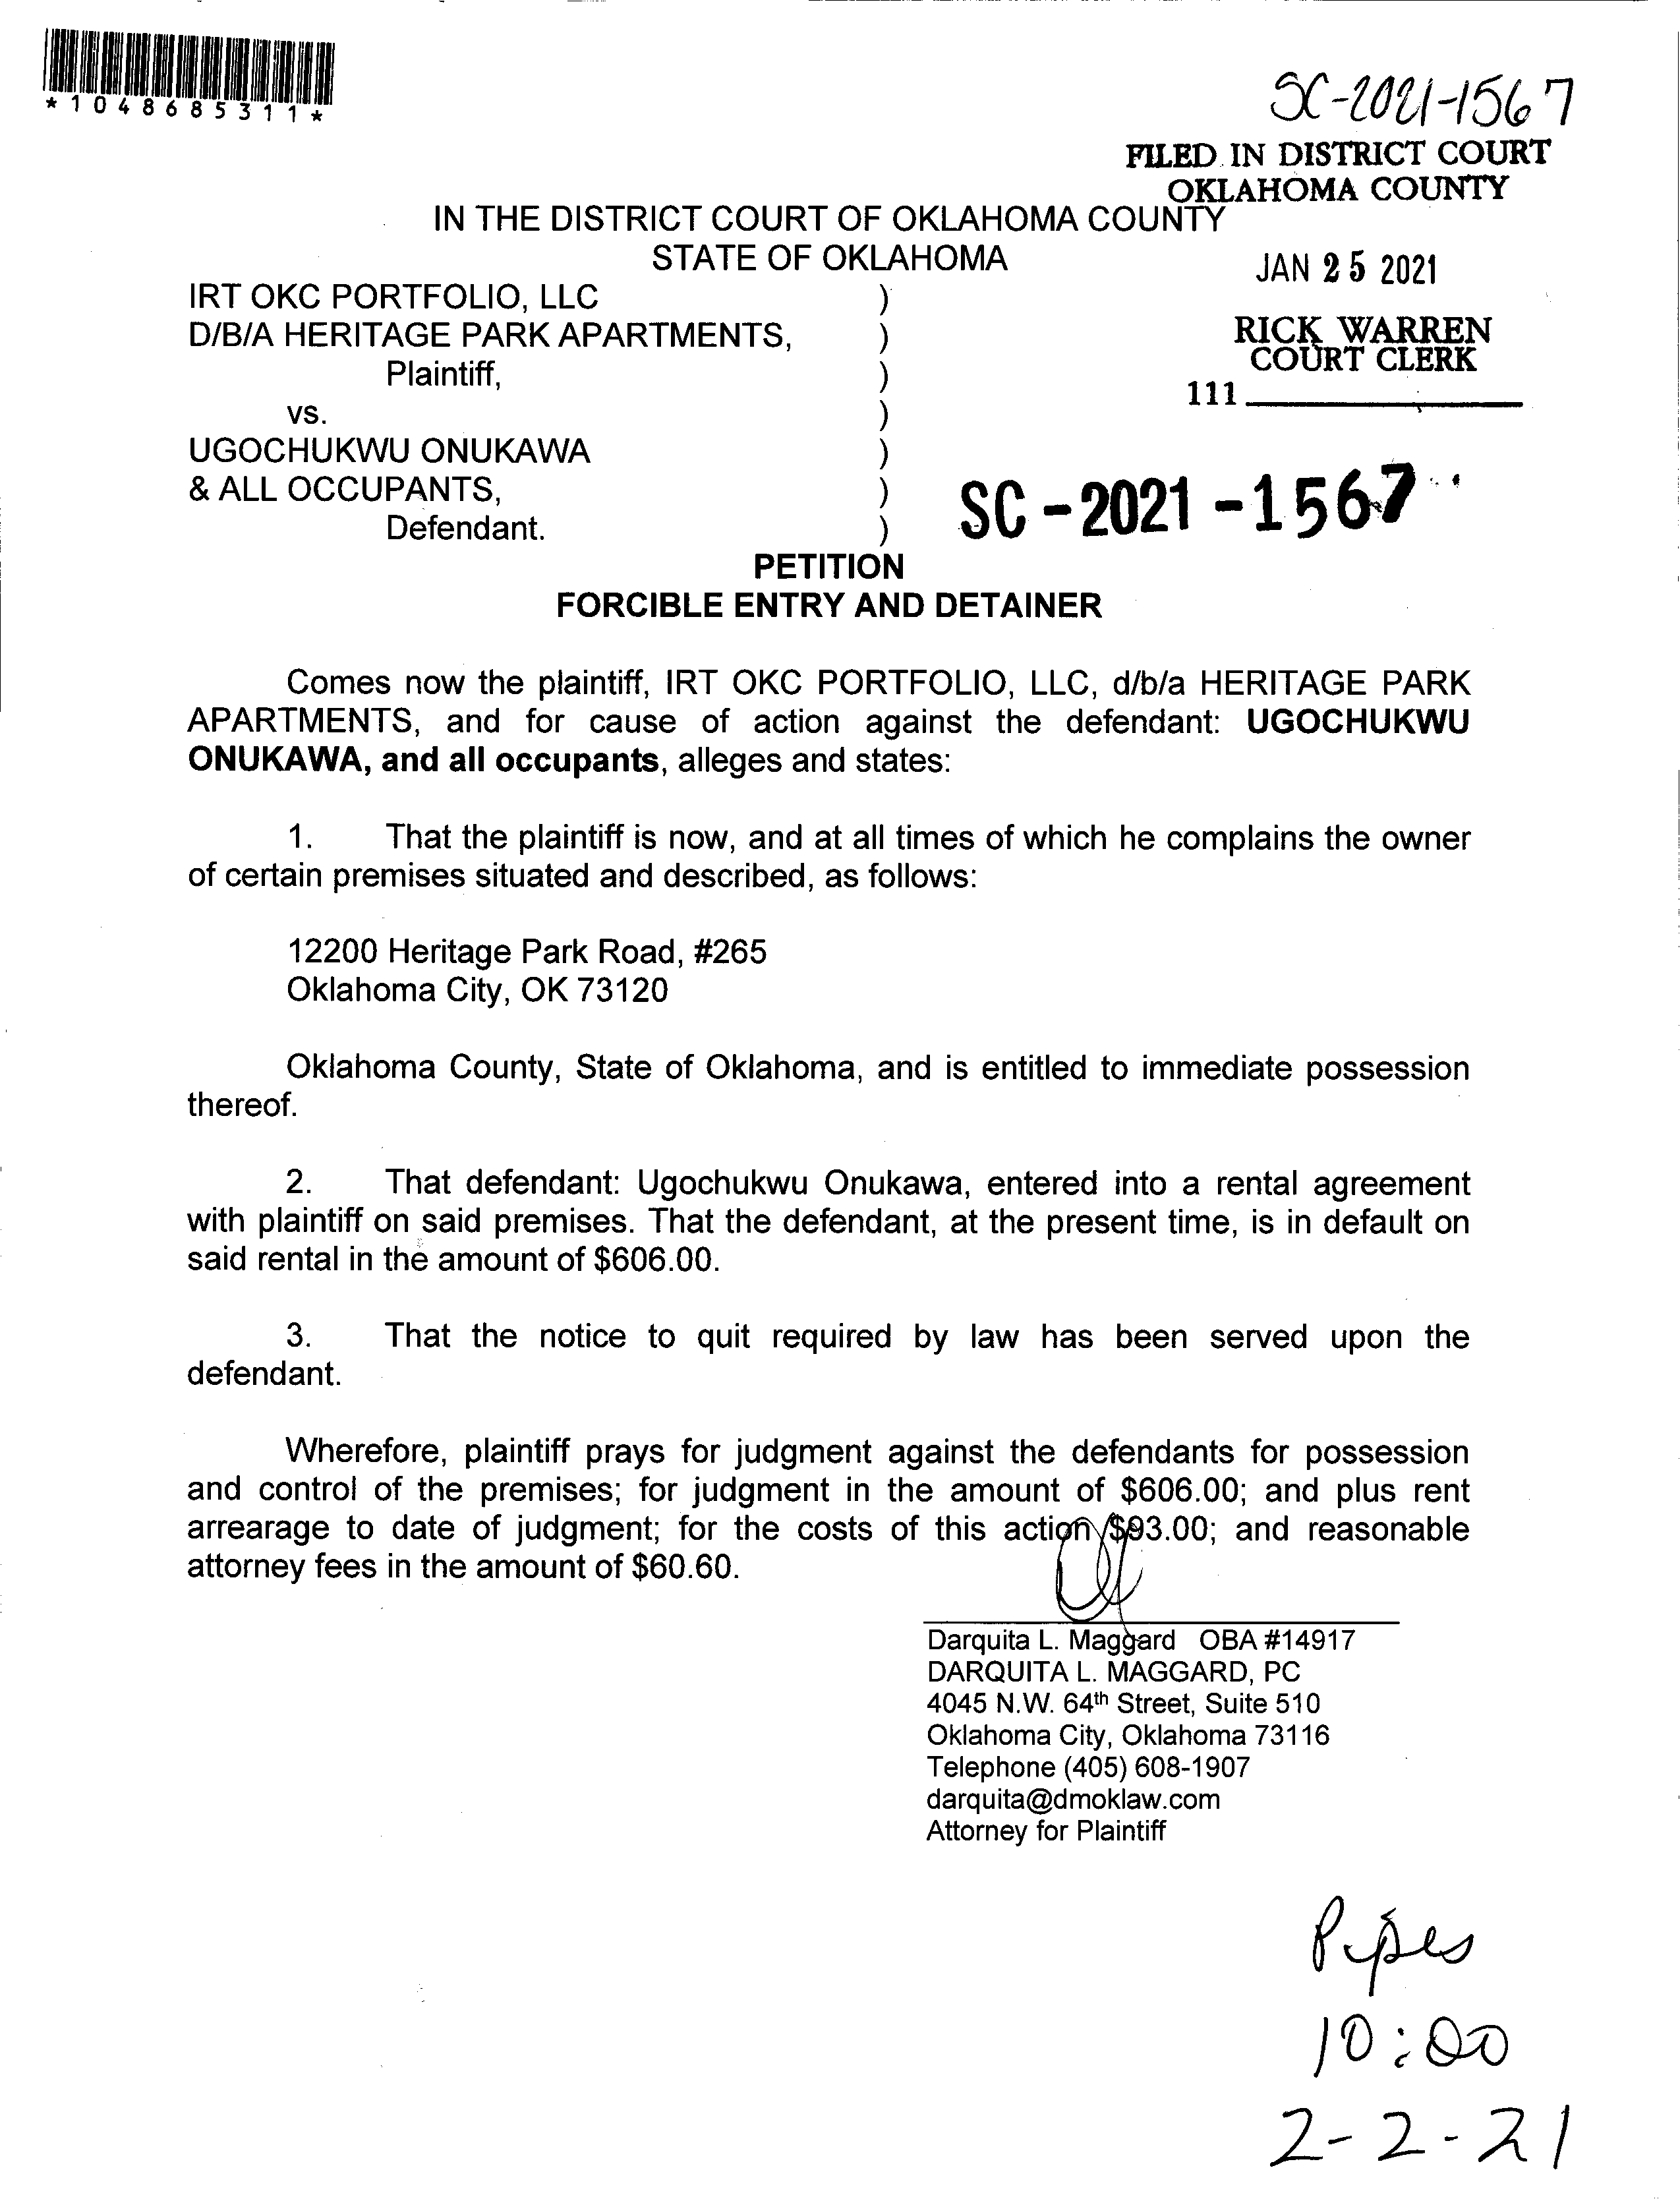 *1048685311*
SC-2021-1567
FILED IN DISTRICT COURT
OKLAHOMA COUNTY
IN THE DISTRICT COURT OF OKLAHOMA COUNTY
STATE OF OKLAHOMA
JAN 25 2021
IRT OKC PORTFOLIO, LLC )
D/B/A HERITAGE PARK APARTMENTS, )
RICK WARREN
COURT CLERK
Plaintiff, )
111
vs. )
UGOCHUKWU ONUKAWA )
& ALL OCCUPANTS, )
SC-2021-1567
Defendant. )
PETITION
FORCIBLE ENTRY AND DETAINER
Comes now the plaintiff, IRT OKC PORTFOLIO, LLC, d/b/a HERITAGE PARK
APARTMENTS, and for cause of action against the defendant: UGOCHUKWU
ONUKAWA, and all occupants, alleges and states:
1. That the plaintiff is now, and at all times of which he complains the owner
of certain premises situated and described, as follows:
12200 Heritage Park Road, #265
Oklahoma City, OK 73120
Oklahoma County, State of Oklahoma, and is entitled to immediate possession
thereof.
2. That defendant: Ugochukwu Onukawa, entered into a rental agreement
with plaintiff on said premises. That the defendant, at the present time, is in default on
said rental in the amount of $606.00.
3. That the notice to quit required by law has been served upon the
defendant.
Wherefore, plaintiff prays for judgment against the defendants for possession
and control of the premises; for judgment in the amount of $606.00; and plus rent
arrearage to date of judgment; for the costs of this action $93.00; and reasonable
attorney fees in the amount of $60.60.
Darquita L. Maggard OBA #14917
DARQUITA L. MAGGARD, PC
4045 N.W. 64th Street, Suite 510
Oklahoma City, Oklahoma 73116
Telephone (405) 608-1907
darquita@dmoklaw.com
Attorney for Plaintiff
Pipes
10:00
2-2-21